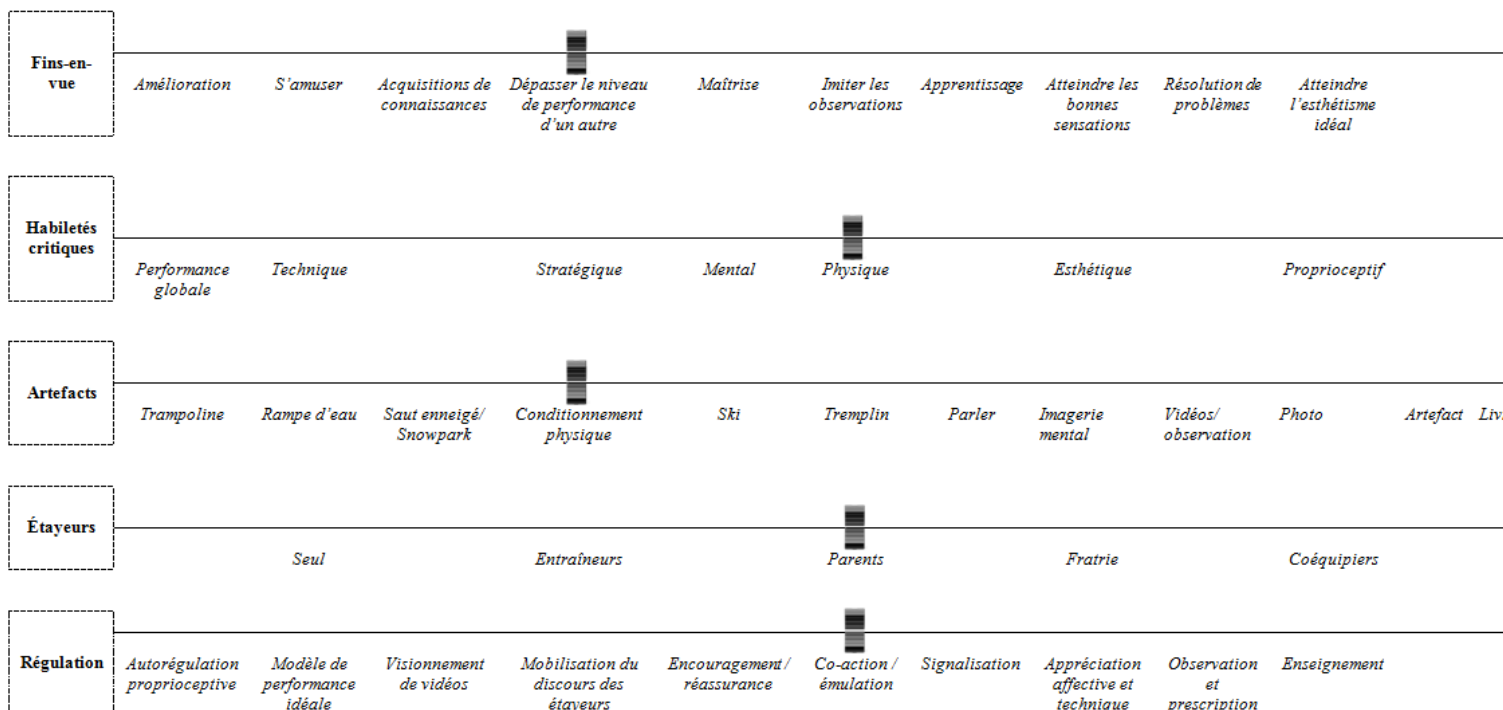 Fins-en-
vue
Amélioration
S'amuser
Acquisitions de
connaissances
Dépasser le niveau
de performance
d'un autre
Maîtrise
Imiter les
observations
Apprentissage
Atteindre les
bonnes
sensations
Résolution de
problèmes
Atteindre
l'esthétisme
idéal
Habiletés
critiques
Performance
globale
Technique
Stratégique
Mental
Physique
Esthétique
Proprioceptif
Artefacts
Trampoline
Rampe d'eau
Saut enneigé/
Snowpark
Conditionnement
physique
Ski
Tremplin
Parler
Imagerie
mental
Vidéos/
observation
Photo
Artefact
Étayeurs
Seul
Entraîneurs
Parents
Fratrie
Coéquipiers
Régulation
Autorégulation
proprioceptive
Modèle de
performance
idéale
Visionnement
de vidéos
Mobilisation du
discours des
étayeurs
Encouragement /
réassurance
Co-action /
émulation
Signalisation
Appréciation
affective et
technique
Observation
et
prescription
Enseignement